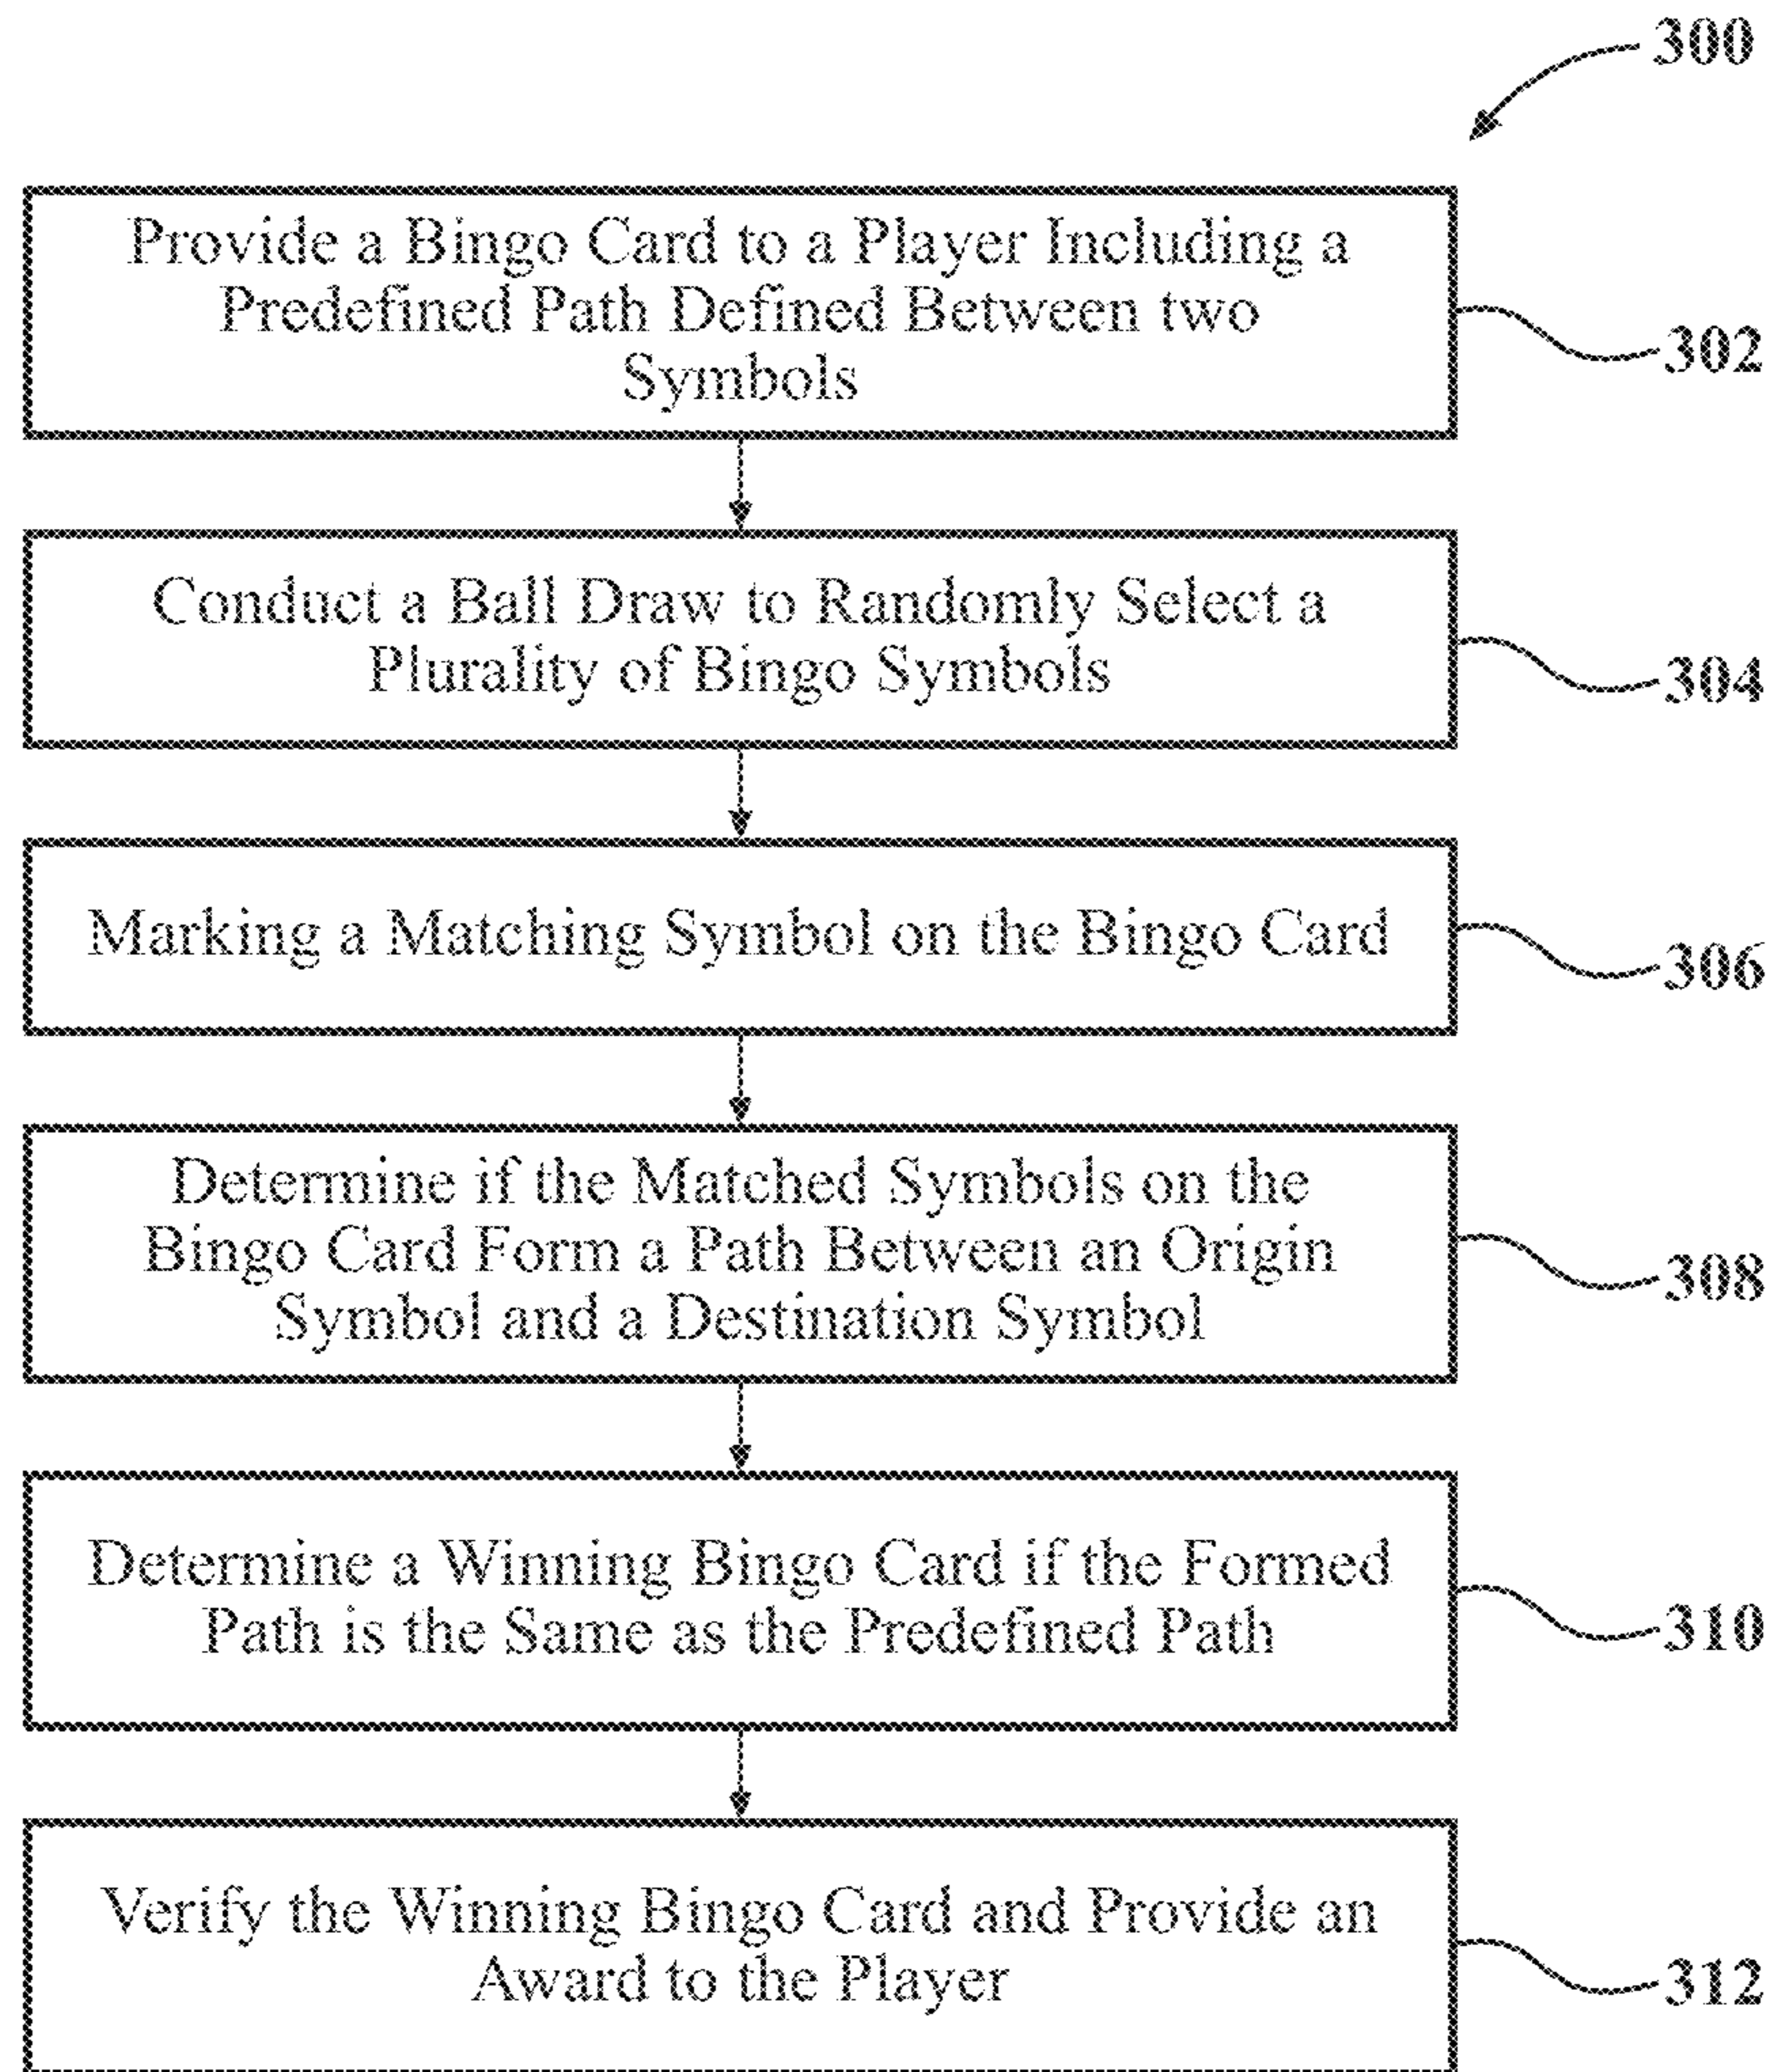 300
Provide a Bingo Card to a Player Including a
Predefined Path Defined Between two
Symbols
302
Conduct a Ball Draw to Randomly Select a
Plurality of Bingo Symbols
304
Marking a Matching Symbol on the Bingo Card
306
Determine if the Matched Symbols on the
Bingo Card Form a Path Between an Origin
Symbol and a Destination Symbol
308
Determine a Winning Bingo Card if the Formed
Path is the Same as the Predefined Path
310
Verify the Winning Bingo Card and Provide an
Award to the Player
312